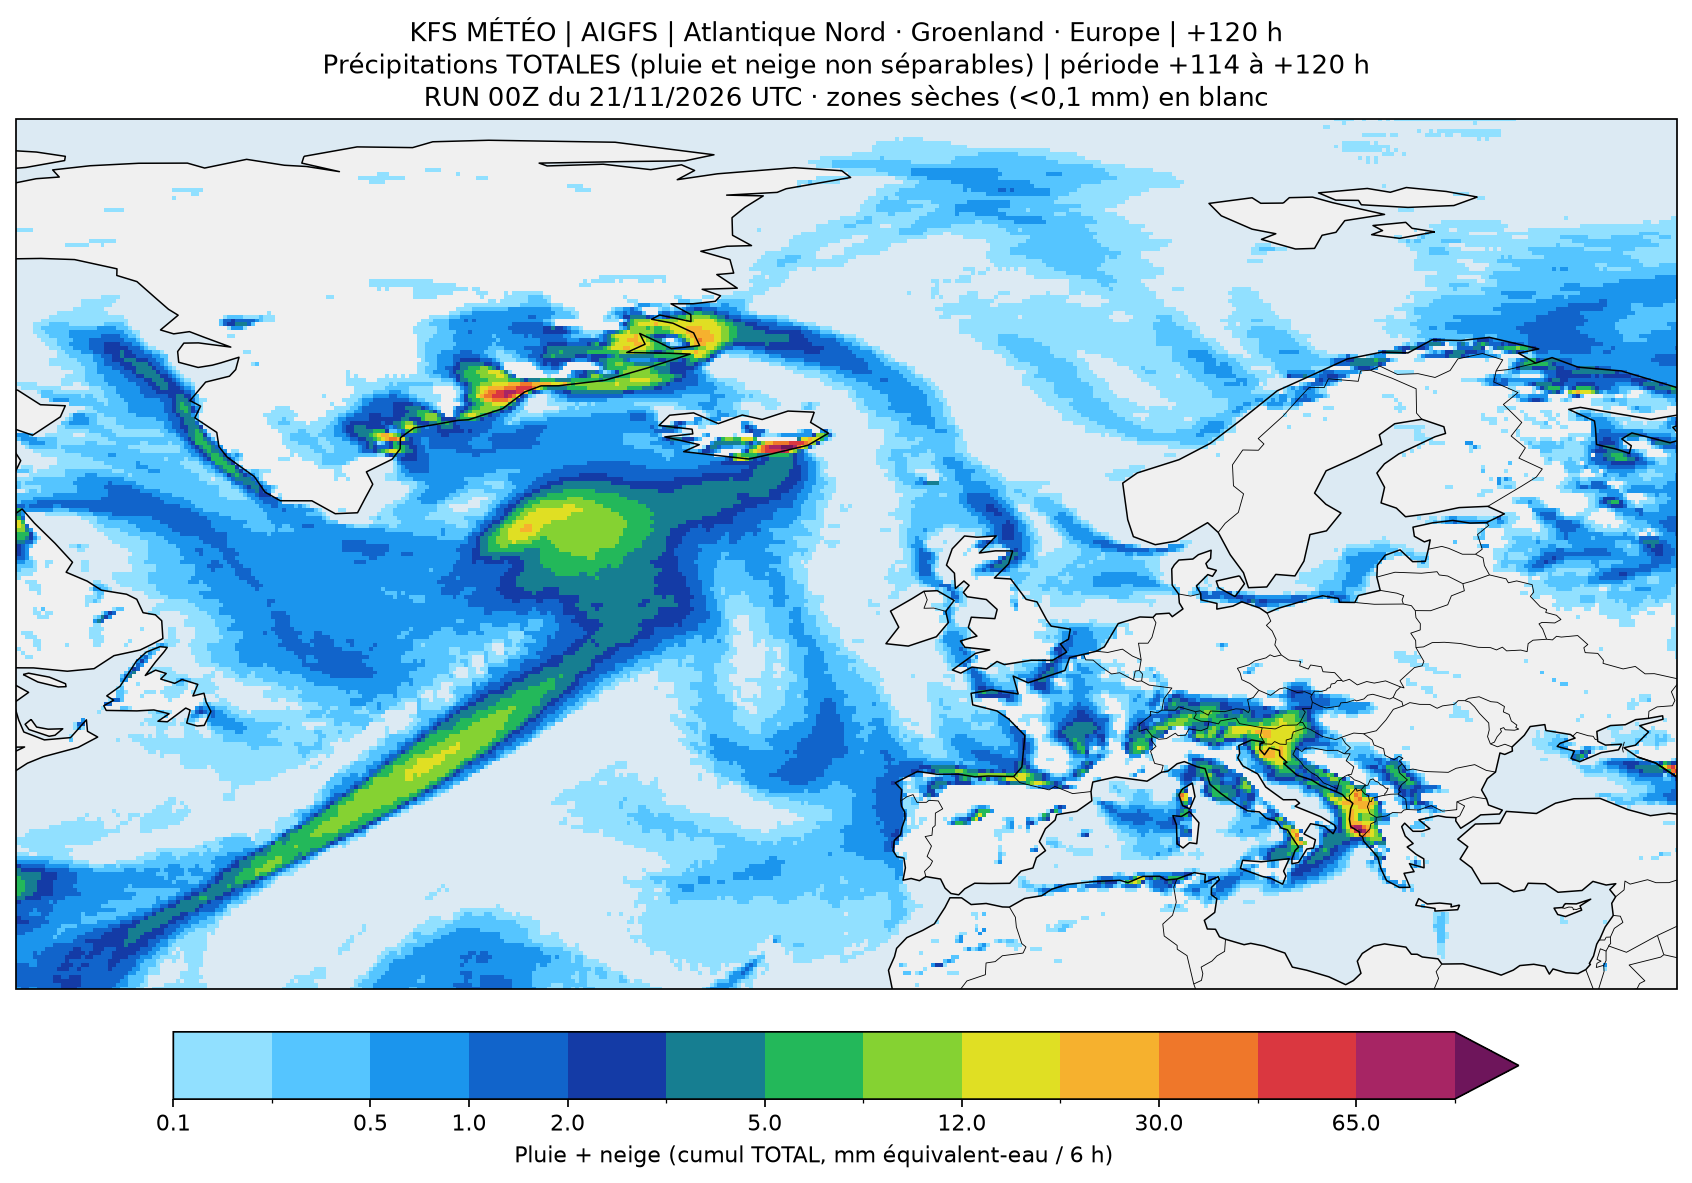 KFS MÉTÉO | AIGFS | Atlantique Nord · Groenland · Europe | +120 h
Précipitations TOTALES (pluie et neige non séparables) | période +114 à +120 h
RUN 00Z du 21/11/2026 UTC · zones sèches (<0,1 mm) en blanc
0.1 0.5 1.0 2.0 5.0 12.0 30.0 65.0
Pluie + neige (cumul TOTAL, mm équivalent-eau / 6 h)